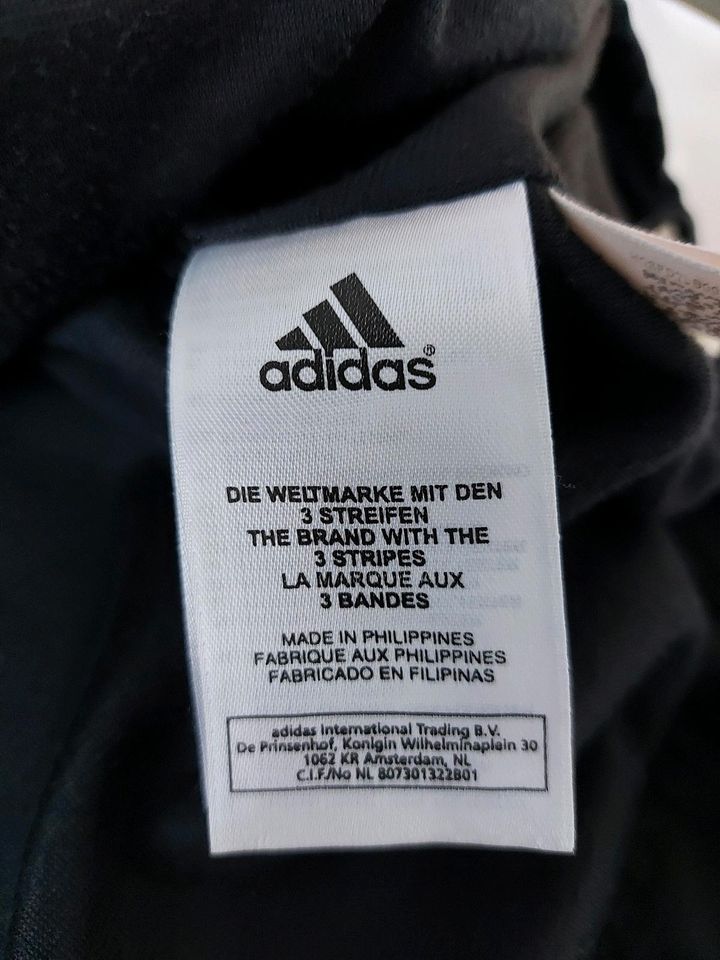 adidas®
DIE WELTMARKE MIT DEN
3 STREIFEN
THE BRAND WITH THE
3 STRIPES
LA MARQUE AUX
3 BANDES
MADE IN PHILIPPINES
FABRIQUE AUX PHILIPPINES
FABRICADO EN FILIPINAS
adidas International Trading B.V.
De Prinsenhof, Konigin Wilhelminaplein 30
1062 KR Amsterdam, NL
C.I.F./No NL 807301322B01